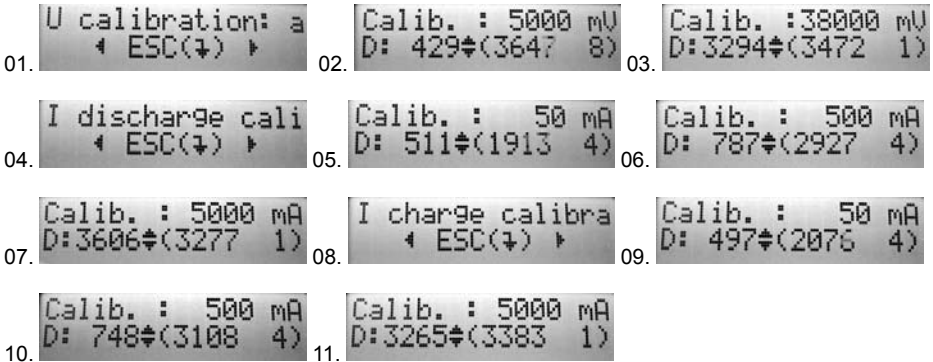 U calibration: a
◀ ESC(↴) ▶
01.
Calib. : 5000 mV
D: 429♦(3647 8)
02.
Calib. :38000 mV
D:3294♦(3472 1)
03.
I discharge cali
◀ ESC(↴) ▶
04.
Calib. : 50 mA
D: 511♦(1913 4)
05.
Calib. : 500 mA
D: 787♦(2927 4)
06.
Calib. : 5000 mA
D:3606♦(3277 1)
07.
I charge calibra
◀ ESC(↴) ▶
08.
Calib. : 50 mA
D: 497♦(2076 4)
09.
Calib. : 500 mA
D: 748♦(3108 4)
10.
Calib. : 5000 mA
D:3265♦(3383 1)
11.